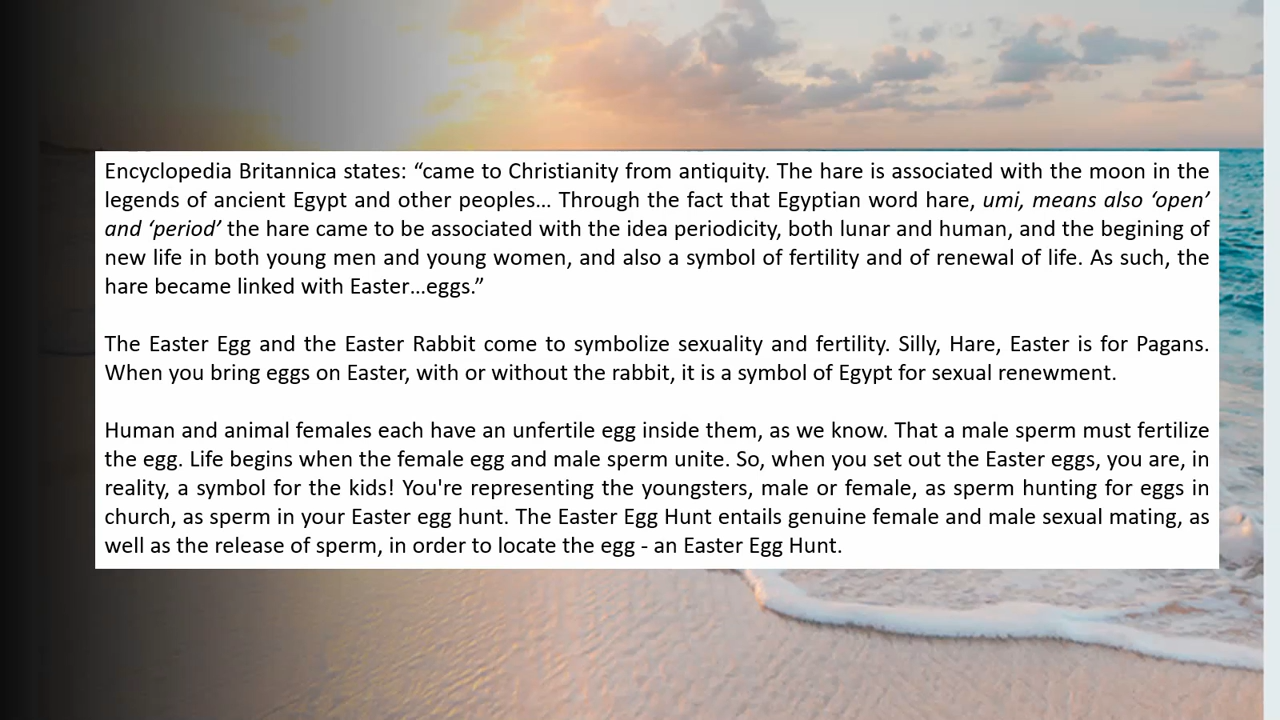 Encyclopedia Britannica states: “came to Christianity from antiquity. The hare is associated with the moon in the
legends of ancient Egypt and other peoples… Through the fact that Egyptian word hare, umi, means also ‘open’
and ‘period’ the hare came to be associated with the idea periodicity, both lunar and human, and the begining of
new life in both young men and young women, and also a symbol of fertility and of renewal of life. As such, the
hare became linked with Easter…eggs.”
The Easter Egg and the Easter Rabbit come to symbolize sexuality and fertility. Silly, Hare, Easter is for Pagans.
When you bring eggs on Easter, with or without the rabbit, it is a symbol of Egypt for sexual renewment.
Human and animal females each have an unfertile egg inside them, as we know. That a male sperm must fertilize
the egg. Life begins when the female egg and male sperm unite. So, when you set out the Easter eggs, you are, in
reality, a symbol for the kids! You're representing the youngsters, male or female, as sperm hunting for eggs in
church, as sperm in your Easter egg hunt. The Easter Egg Hunt entails genuine female and male sexual mating, as
well as the release of sperm, in order to locate the egg - an Easter Egg Hunt.